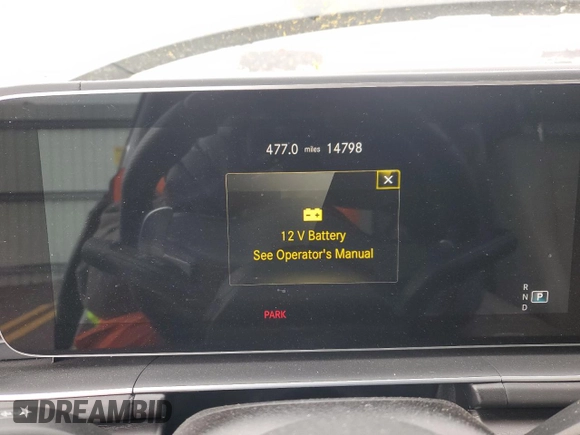 477.0 miles 14798
12 V Battery
See Operator's Manual
PARK
R
N P
D
DREAMBID